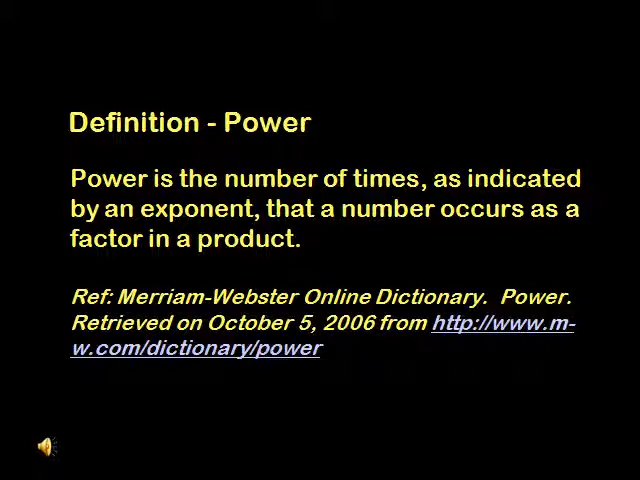 Definition - Power
Power is the number of times, as indicated
by an exponent, that a number occurs as a
factor in a product.
Ref: Merriam-Webster Online Dictionary.  Power.
Retrieved on October 5, 2006 from http://www.m-
w.com/dictionary/power